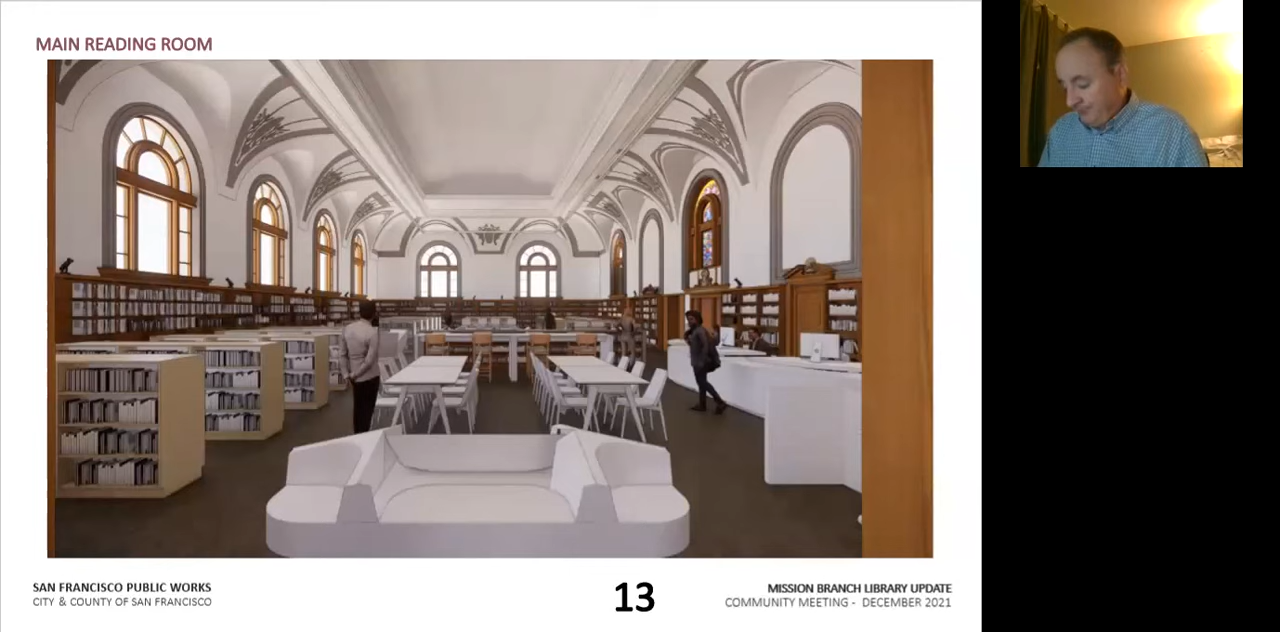 MAIN READING ROOM
SAN FRANCISCO PUBLIC WORKS
CITY & COUNTY OF SAN FRANCISCO
13
MISSION BRANCH LIBRARY UPDATE
COMMUNITY MEETING - DECEMBER 2021